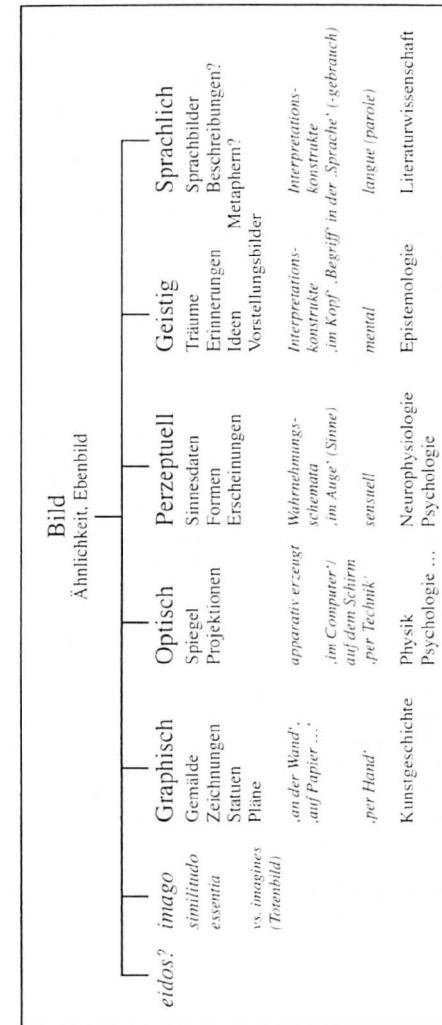 Bild
Ähnlichkeit, Ebenbild
eidos?
imago
similitudo
essentia
vs. imagines
(Totenbild)
Graphisch
Gemälde
Zeichnungen
Statuen
Pläne
‚an der Wand‘,
‚auf Papier ...‘
‚per Hand‘
Kunstgeschichte
Optisch
Spiegel
Projektionen
apparativ erzeugt
‚im Computer‘/
auf dem Schirm
‚per Technik‘
Physik
Psychologie ...
Perzeptuell
Sinnesdaten
Formen
Erscheinungen
Wahrnehmungs-
schemata
‚im Auge‘ (Sinne)
sensuell
Neurophysiologie
Psychologie
Geistig
Träume
Erinnerungen
Ideen
Vorstellungsbilder
Interpretations-
konstrukte
‚im Kopf‘ ‚Begriff‘
mental
Epistemologie
Sprachlich
Sprachbilder
Beschreibungen?
Metaphern?
Interpretations-
konstrukte
in der ‚Sprache‘ (-gebrauch)
langue (parole)
Literaturwissenschaft